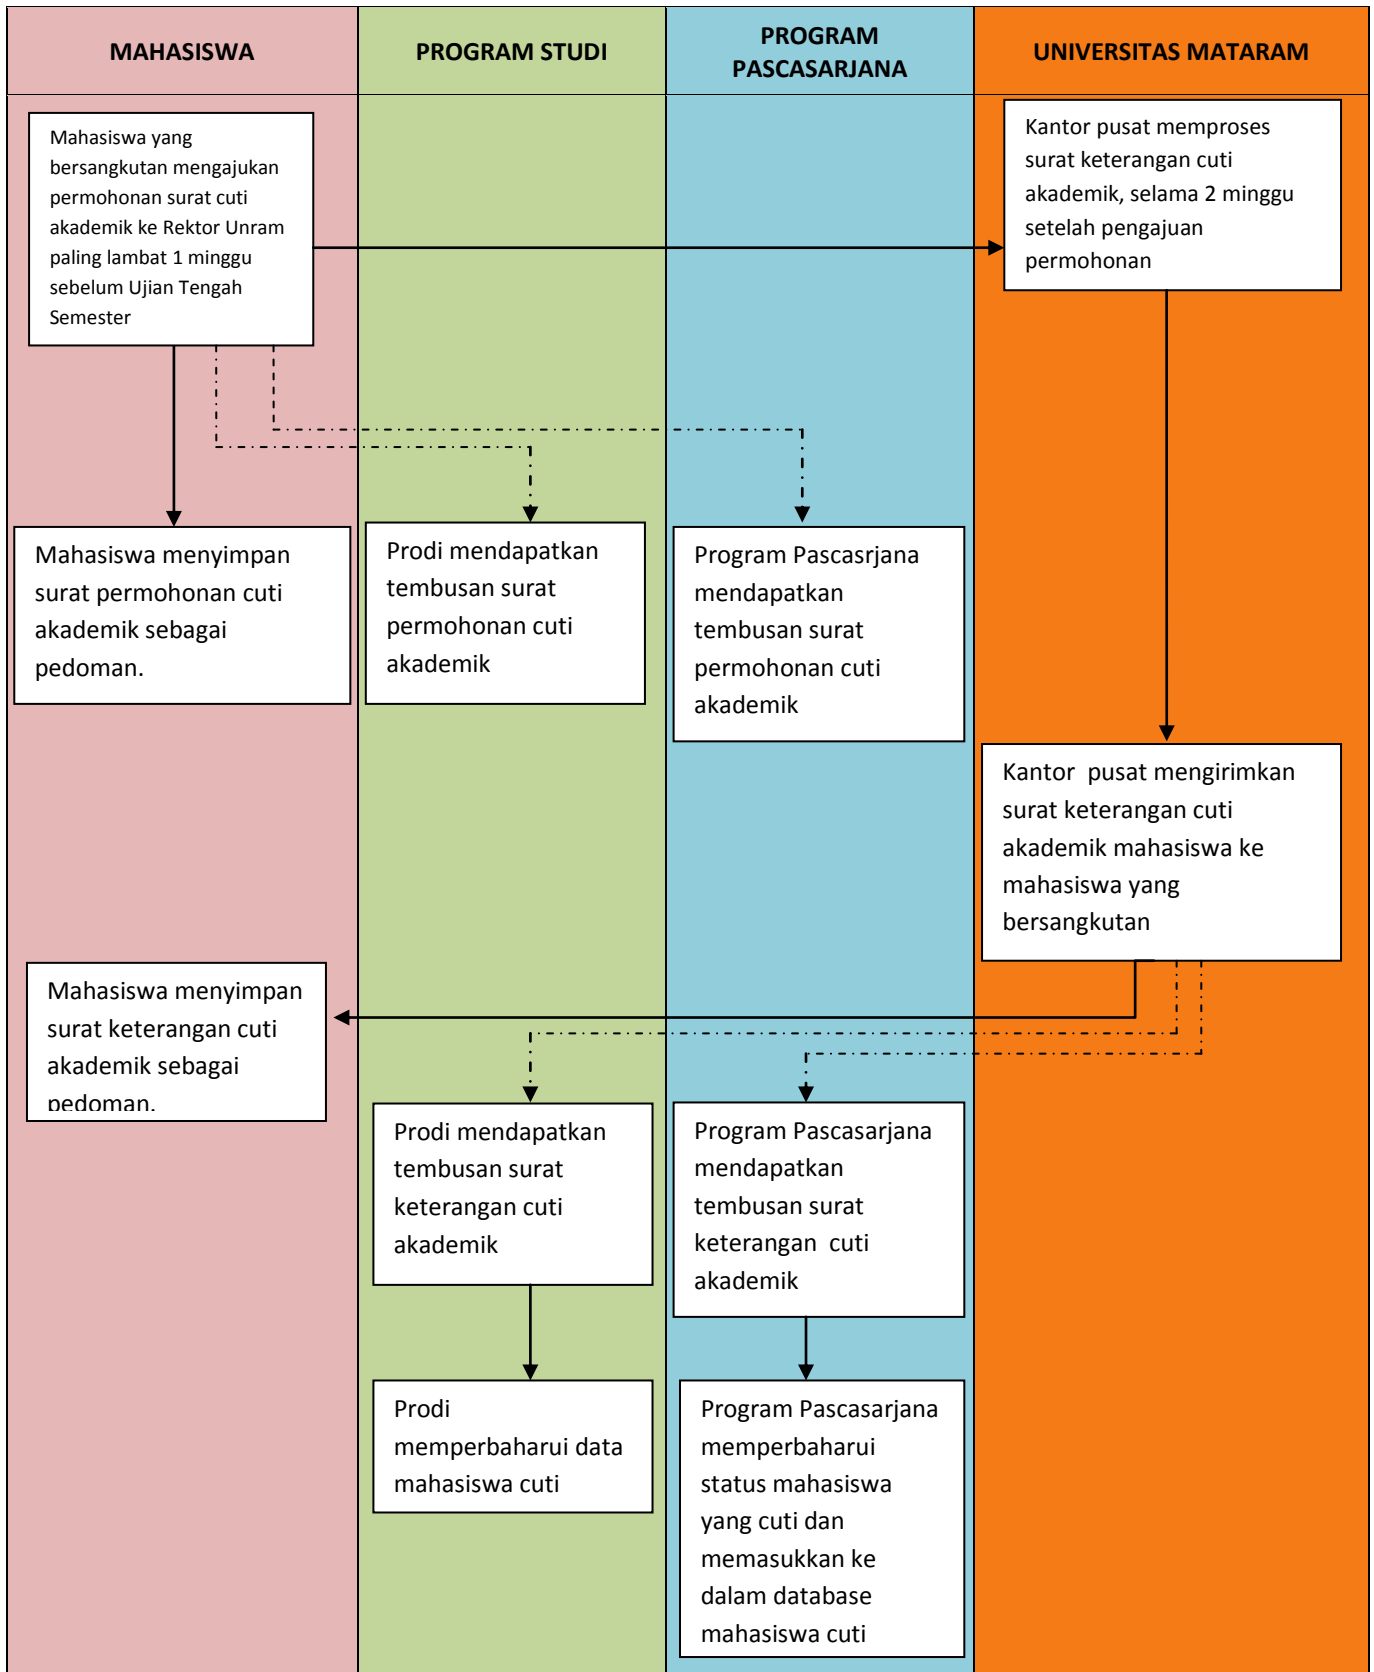 MAHASISWA
PROGRAM STUDI
PROGRAM
PASCASARJANA
UNIVERSITAS MATARAM
Mahasiswa yang
bersangkutan mengajukan
permohonan surat cuti
akademik ke Rektor Unram
paling lambat 1 minggu
sebelum Ujian Tengah
Semester
Kantor pusat memproses
surat keterangan cuti
akademik, selama 2 minggu
setelah pengajuan
permohonan
Mahasiswa menyimpan
surat permohonan cuti
akademik sebagai
pedoman.
Prodi mendapatkan
tembusan surat
permohonan cuti
akademik
Program Pascasrjana
mendapatkan
tembusan surat
permohonan cuti
akademik
Kantor  pusat mengirimkan
surat keterangan cuti
akademik mahasiswa ke
mahasiswa yang
bersangkutan
Mahasiswa menyimpan
surat keterangan cuti
akademik sebagai
pedoman.
Prodi mendapatkan
tembusan surat
keterangan cuti
akademik
Program Pascasarjana
mendapatkan
tembusan surat
keterangan  cuti
akademik
Prodi
memperbaharui data
mahasiswa cuti
Program Pascasarjana
memperbaharui
status mahasiswa
yang cuti dan
memasukkan ke
dalam database
mahasiswa cuti